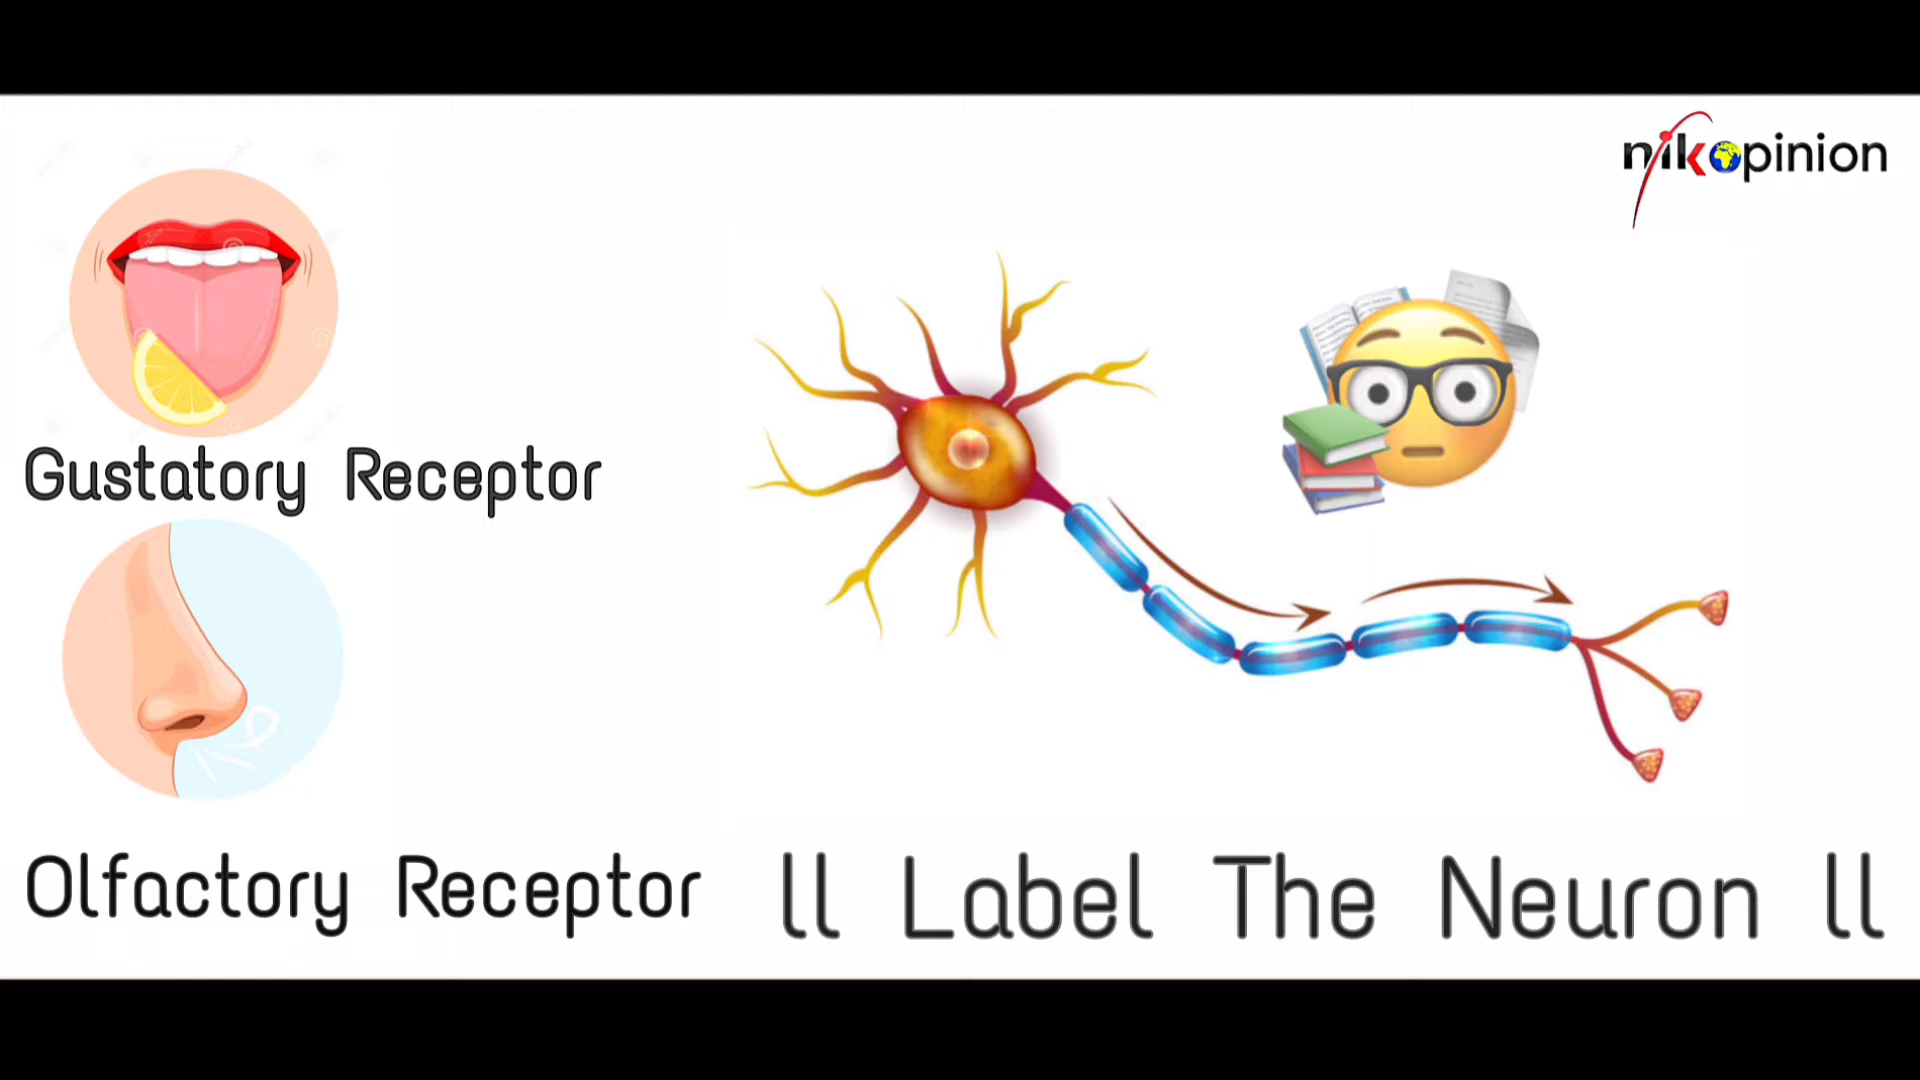 nikopinion
Gustatory Receptor
Olfactory Receptor
ll Label The Neuron ll